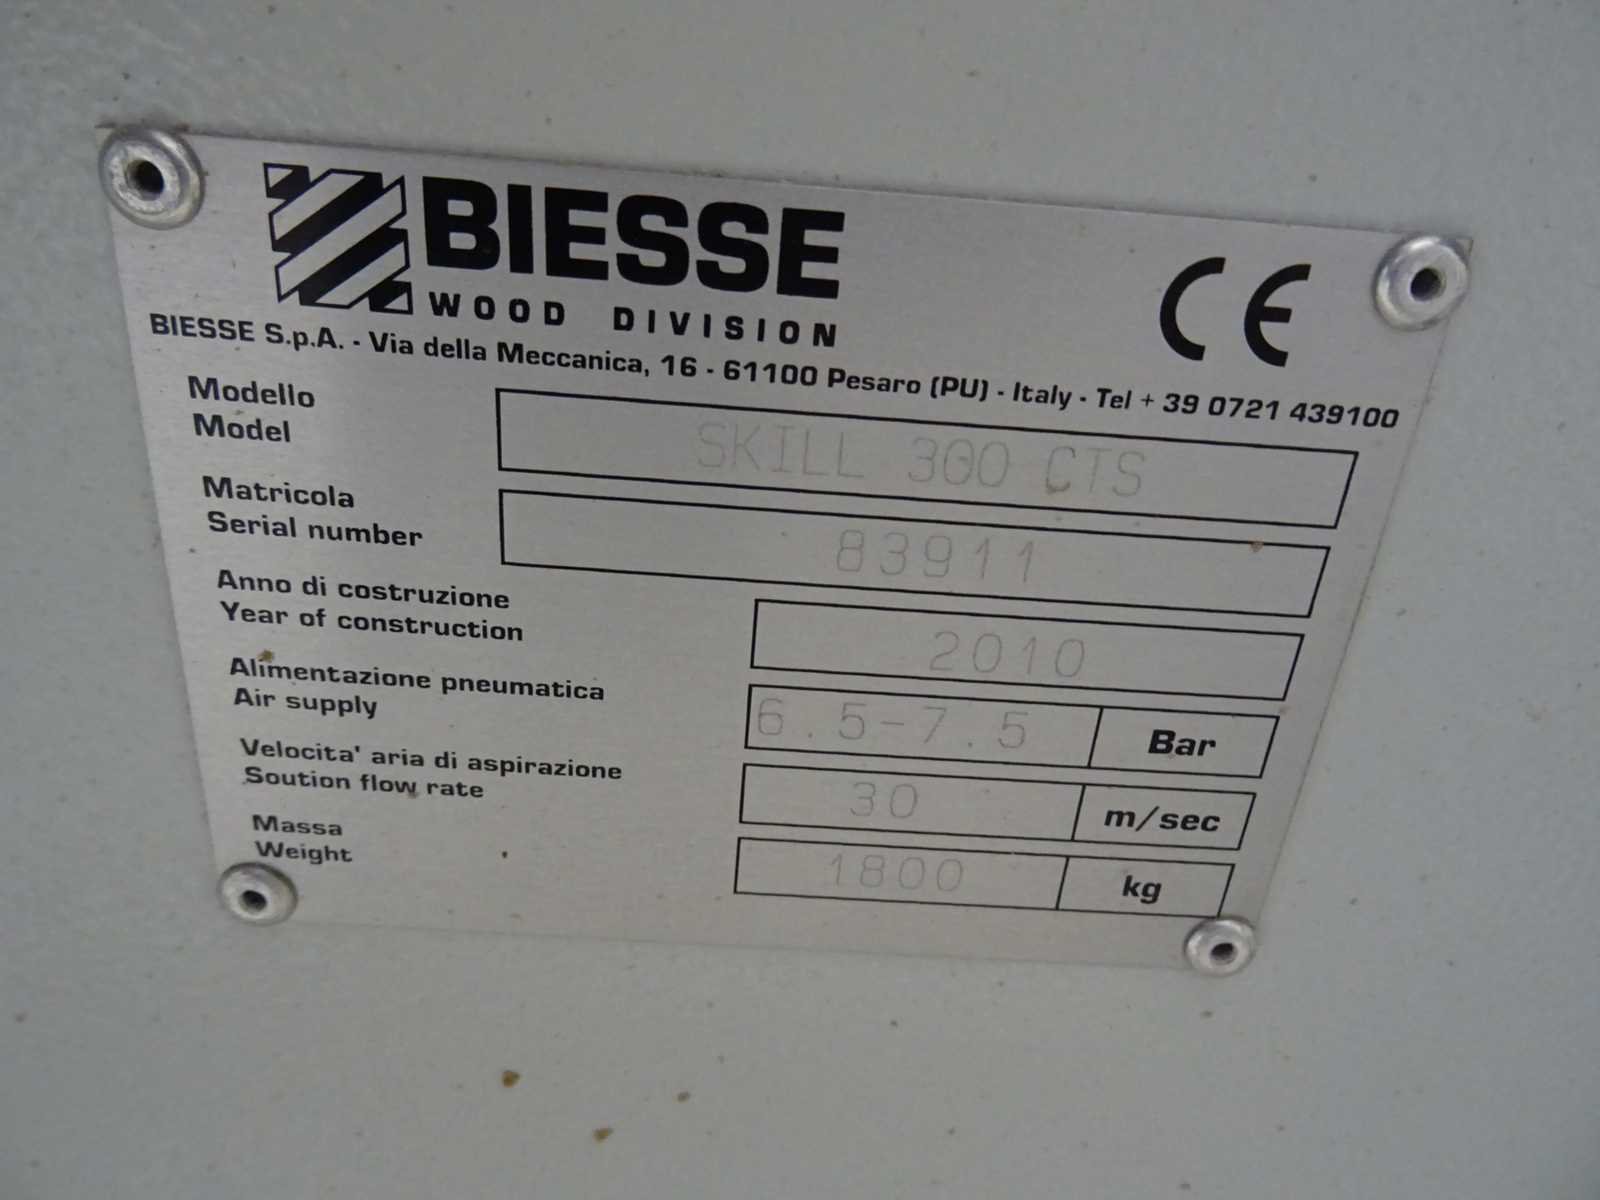 BIESSE
WOOD DIVISION
CE
BIESSE S.p.A. - Via della Meccanica, 16 - 61100 Pesaro (PU) - Italy - Tel + 39 0721 439100
Modello
Model
SKILL 300 CTS
Matricola
Serial number
83911
Anno di costruzione
Year of construction
2010
Alimentazione pneumatica
Air supply
6.5-7.5 Bar
Velocita' aria di aspirazione
Soution flow rate
30 m/sec
Massa
Weight
1800 kg